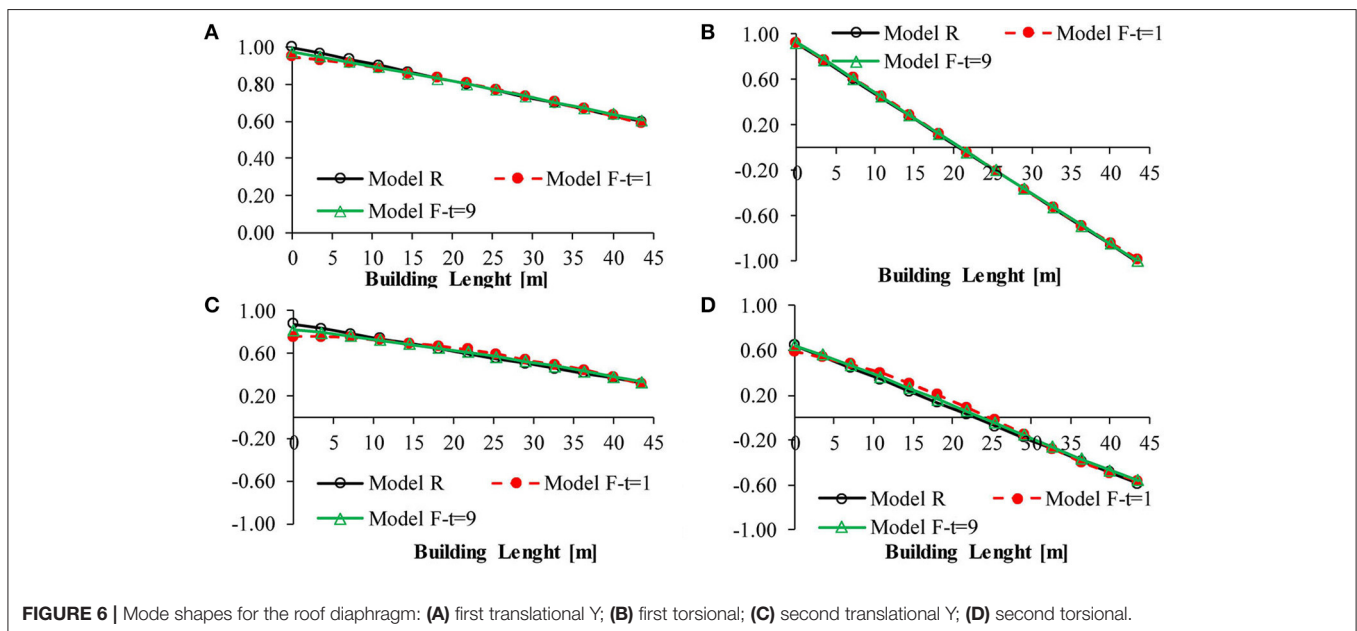 A
1.00
0.80
0.60
0.40
0.20
0.00
Model R
Model F-t=1
Model F-t=9
0 5 10 15 20 25 30 35 40 45
Building Lenght [m]
B
Model R
Model F-t=1
Model F-t=9
1.00
0.60
0.20
-0.20
-0.60
-1.00
0 5 10 15 20 25 30 35 40 45
Building Lenght [m]
C
1.00
0.60
0.20
-0.20
-0.60
-1.00
0 5 10 15 20 25 30 35 40 45
Model R
Model F-t=1
Model F-t=9
Building Lenght [m]
D
1.00
0.60
0.20
-0.20
-0.60
-1.00
0 5 10 15 20 25 30 35 40 45
Model R
Model F-t=1
Model F-t=9
Building Lenght [m]
FIGURE 6 | Mode shapes for the roof diaphragm: (A) first translational Y; (B) first torsional; (C) second translational Y; (D) second torsional.